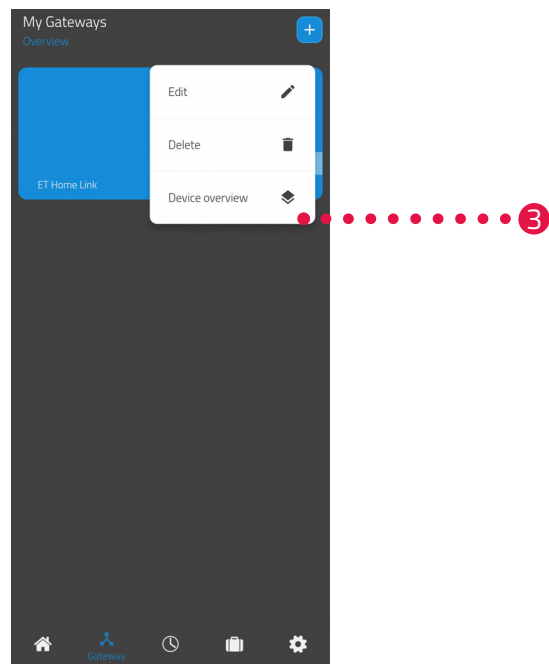 My Gateways
Overview
+
Edit
Delete
ET Home Link
Device overview
3
Gateway